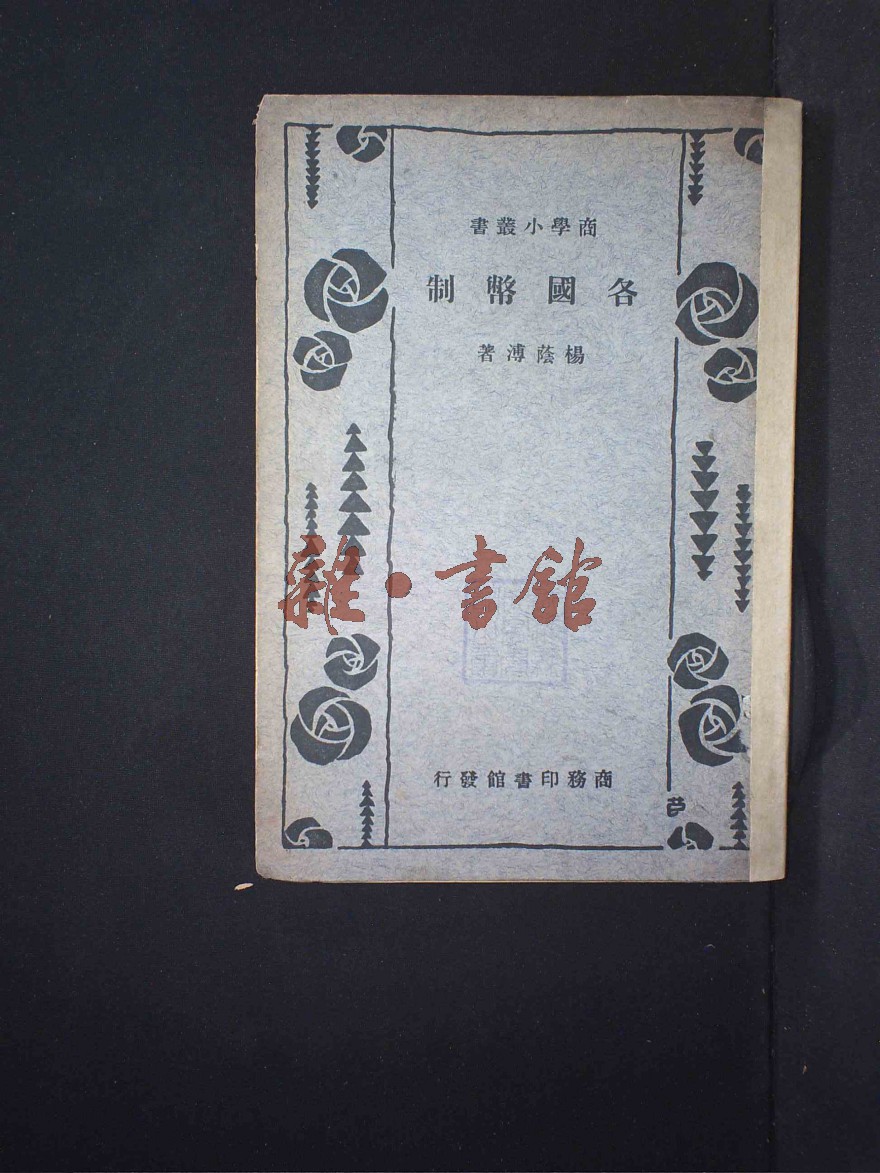 商學小叢書
各國幣制
楊蔭溥著
雜·書館
商務印書館發行